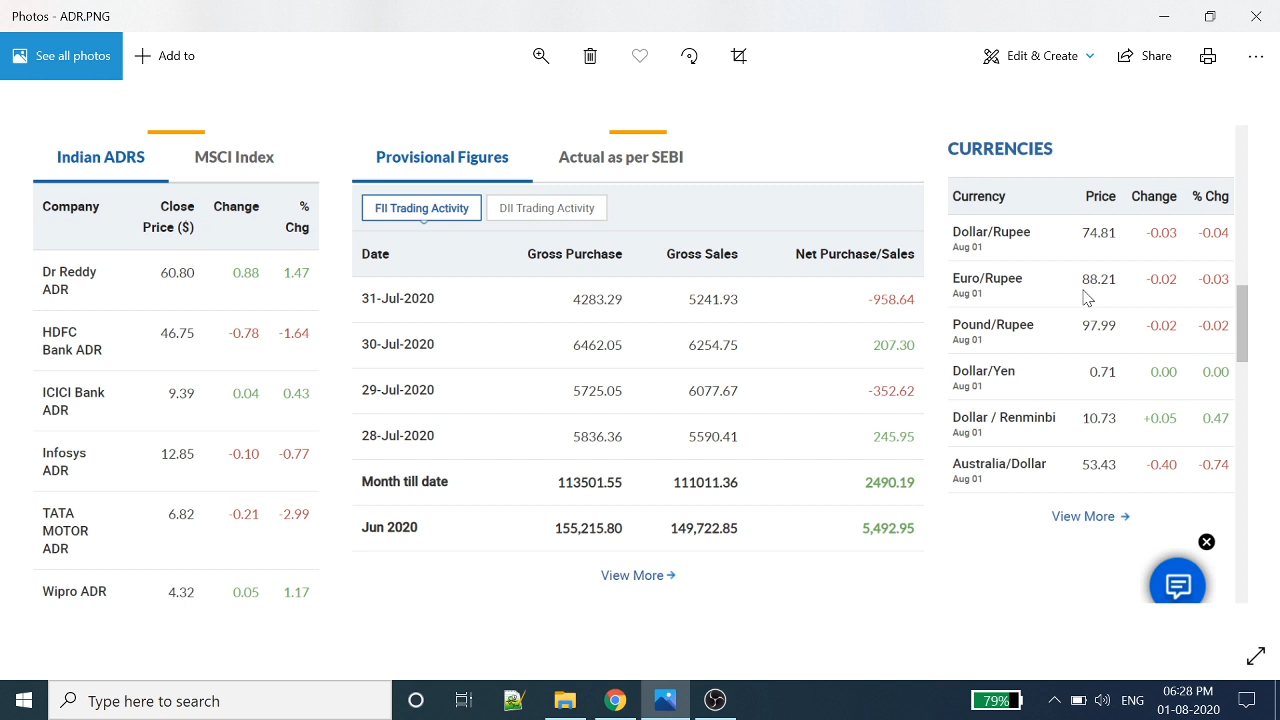 Photos - ADR.PNG
See all photos
Add to
Edit & Create
Share
Indian ADRS MSCI Index
Company Close Price ($) Change % Chg
Dr Reddy ADR 60.80 0.88 1.47
HDFC Bank ADR 46.75 -0.78 -1.64
ICICI Bank ADR 9.39 0.04 0.43
Infosys ADR 12.85 -0.10 -0.77
TATA MOTOR ADR 6.82 -0.21 -2.99
Wipro ADR 4.32 0.05 1.17
Provisional Figures Actual as per SEBI
FII Trading Activity DII Trading Activity
Date Gross Purchase Gross Sales Net Purchase/Sales
31-Jul-2020 4283.29 5241.93 -958.64
30-Jul-2020 6462.05 6254.75 207.30
29-Jul-2020 5725.05 6077.67 -352.62
28-Jul-2020 5836.36 5590.41 245.95
Month till date 113501.55 111011.36 2490.19
Jun 2020 155,215.80 149,722.85 5,492.95
View More
CURRENCIES
Currency Price Change % Chg
Dollar/Rupee 74.81 -0.03 -0.04
Aug 01
Euro/Rupee 88.21 -0.02 -0.03
Aug 01
Pound/Rupee 97.99 -0.02 -0.02
Aug 01
Dollar/Yen 0.71 0.00 0.00
Aug 01
Dollar / Renminbi 10.73 +0.05 0.47
Aug 01
Australia/Dollar 53.43 -0.40 -0.74
Aug 01
View More
Type here to search
79%
ENG
06:28 PM
01-08-2020